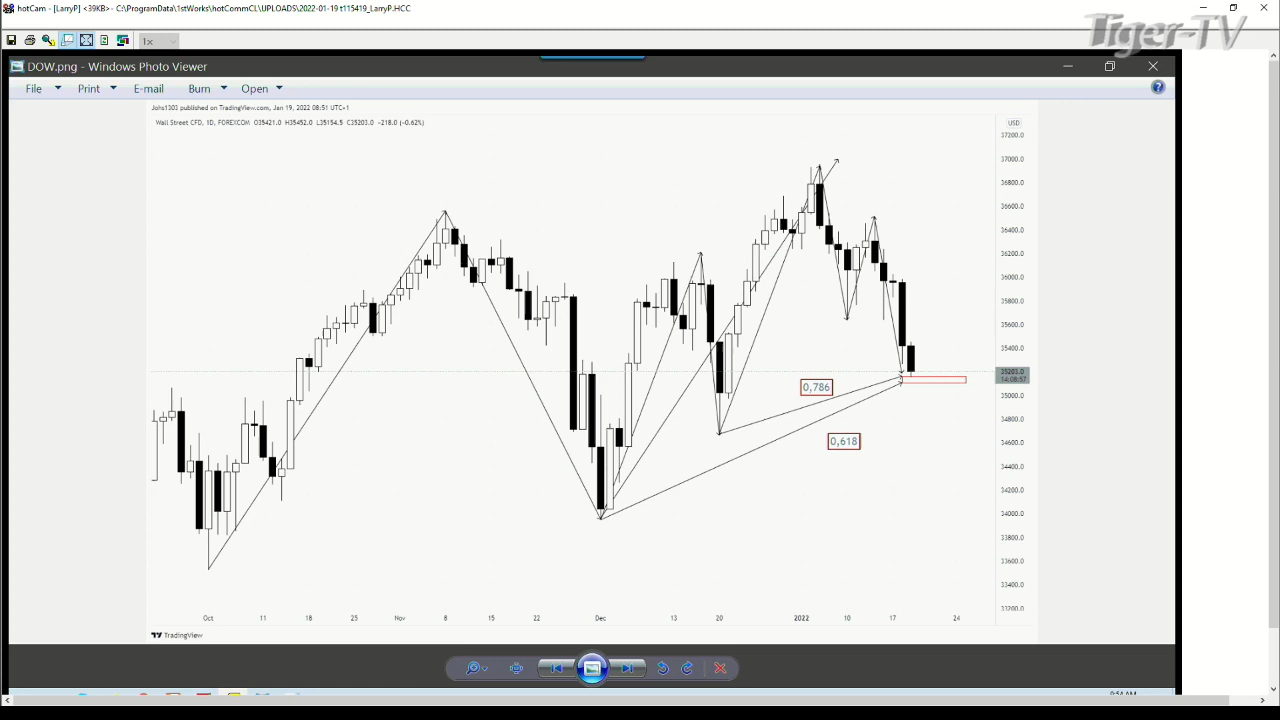 hotCam - [LarryP] <39KB>- C:\ProgramData\1stWorks\hotCommCL\UPLOADS\2022-01-19 t115419_LarryP.HCC
Tiger-TV
1x
DOW.png - Windows Photo Viewer
File Print E-mail Burn Open
Johs1303 published on TradingView.com, Jan 19, 2022 08:51 UTC+1
Wall Street CFD, 1D, FOREXCOM O35421.0 H35452.0 L35154.5 C35203.0 −218.0 (−0.62%)
USD
37200.0
37000.0
36800.0
36600.0
36400.0
36200.0
36000.0
35800.0
35600.0
35400.0
35203.0
14:08:57
35000.0
34800.0
34600.0
34400.0
34200.0
34000.0
33800.0
33600.0
33400.0
33200.0
0,786
0,618
Oct 11 18 25 Nov 8 15 22 Dec 13 20 2022 10 17 24
TradingView